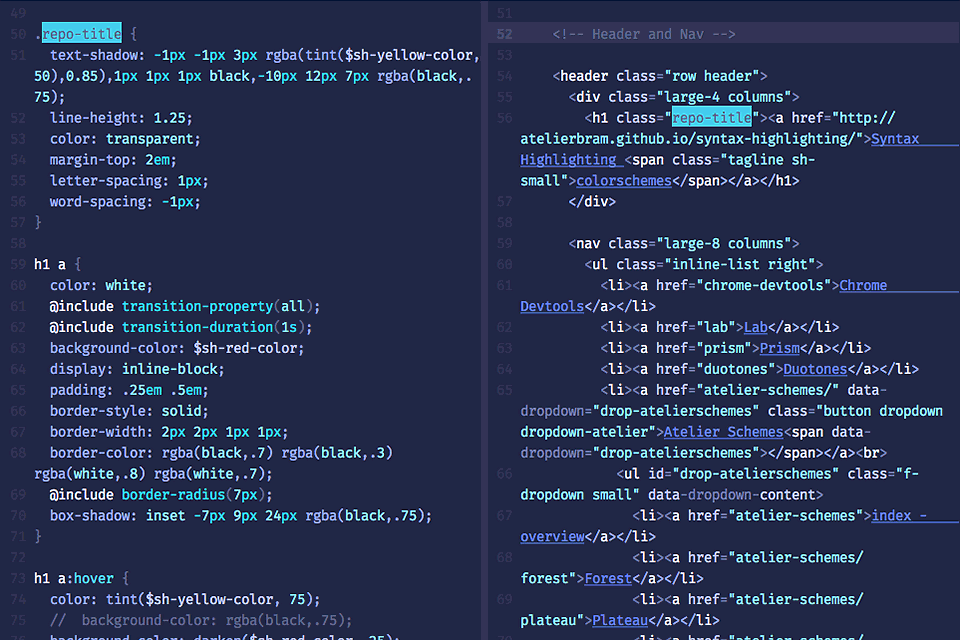 49
50 .repo-title {
51 text-shadow: -1px -1px 3px rgba(tint($sh-yellow-color,
50),0.85),1px 1px 1px black,-10px 12px 7px rgba(black,.
75);
52 line-height: 1.25;
53 color: transparent;
54 margin-top: 2em;
55 letter-spacing: 1px;
56 word-spacing: -1px;
57 }
58
59 h1 a {
60 color: white;
61 @include transition-property(all);
62 @include transition-duration(1s);
63 background-color: $sh-red-color;
64 display: inline-block;
65 padding: .25em .5em;
66 border-style: solid;
67 border-width: 2px 2px 1px 1px;
68 border-color: rgba(black,.7) rgba(black,.3)
rgba(white,.8) rgba(white,.7);
69 @include border-radius(7px);
70 box-shadow: inset -7px 9px 24px rgba(black,.75);
71 }
72
73 h1 a:hover {
74 color: tint($sh-yellow-color, 75);
75 //  background-color: rgba(black,.75);
background-color: darken($sh-red-color, 25);
51
52 <!-- Header and Nav -->
53
54 <header class="row header">
55 <div class="large-4 columns">
56 <h1 class="repo-title"><a href="http://
atelierbram.github.io/syntax-highlighting/">Syntax
Highlighting <span class="tagline sh-
small">colorschemes</span></a></h1>
57 </div>
58
59 <nav class="large-8 columns">
60 <ul class="inline-list right">
61 <li><a href="chrome-devtools">Chrome
Devtools</a></li>
62 <li><a href="lab">Lab</a></li>
63 <li><a href="prism">Prism</a></li>
64 <li><a href="duotones">Duotones</a></li>
65 <li><a href="atelier-schemes/" data-
dropdown="drop-atelierschemes" class="button dropdown
dropdown-atelier">Atelier Schemes<span data-
dropdown="drop-atelierschemes"></span></a><br>
66 <ul id="drop-atelierschemes" class="f-
dropdown small" data-dropdown-content>
67 <li><a href="atelier-schemes">index -
overview</a></li>
68 <li><a href="atelier-schemes/
forest">Forest</a></li>
69 <li><a href="atelier-schemes/
plateau">Plateau</a></li>
<li><a href="atelier-schemes/